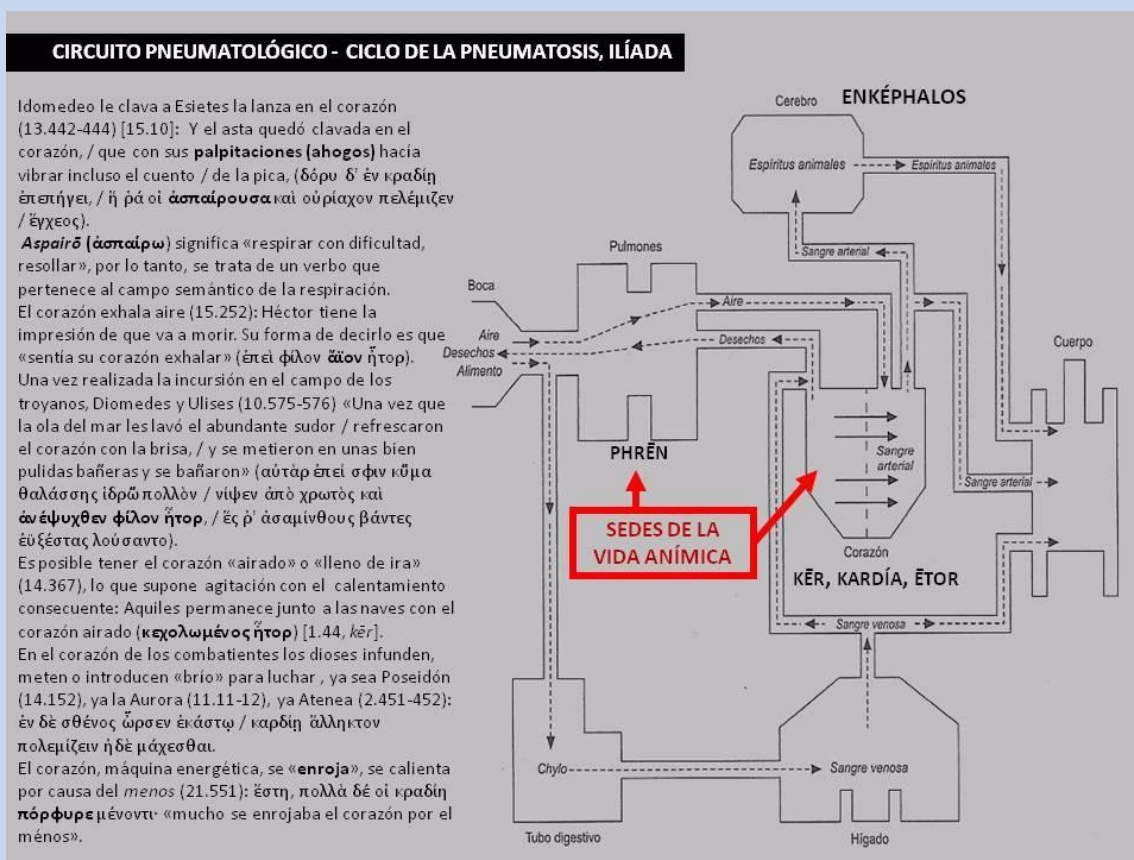 CIRCUITO PNEUMATOLÓGICO - CICLO DE LA PNEUMATOSIS, ILÍADA
Idomedeo le clava a Esietes la lanza en el corazón
(13.442-444) [15.10]: Y el asta quedó clavada en el
corazón, / que con sus palpitaciones (ahogos) hacía
vibrar incluso el cuento / de la pica, (δόρυ δ' ἐν κραδίῃ
ἐπεπήγει, / ἥ ῥά οἱ ἀσπαίρουσα καὶ οὐρίαχον πελέμιζεν
/ ἔγχεος).
Aspairō (ἀσπαίρω) significa «respirar con dificultad,
resollar», por lo tanto, se trata de un verbo que
pertenece al campo semántico de la respiración.
El corazón exhala aire (15.252): Héctor tiene la
impresión de que va a morir. Su forma de decirlo es que
«sentía su corazón exhalar» (ἐπεὶ φίλον ἄϊον ἦτορ).
Una vez realizada la incursión en el campo de los
troyanos, Diomedes y Ulises (10.575-576) «Una vez que
la ola del mar les lavó el abundante sudor / refrescaron
el corazón con la brisa, / y se metieron en unas bien
pulidas bañeras y se bañaron» (αὐτὰρ ἐπεί σφιν κῦμα
θαλάσσης ἱδρῶ πολλὸν / νίψεν ἀπὸ χρωτὸς καὶ
ἀνέψυχθεν φίλον ἦτορ, / ἔς ῥ' ἀσαμίνθους βάντες
ἐϋξέστας λούσαντο).
Es posible tener el corazón «airado» o «lleno de ira»
(14.367), lo que supone agitación con el calentamiento
consecuente: Aquiles permanece junto a las naves con el
corazón airado (κεχολωμένος ἦτορ) [1.44, kēr].
En el corazón de los combatientes los dioses infunden,
meten o introducen «brío» para luchar , ya sea Poseidón
(14.152), ya la Aurora (11.11-12), ya Atenea (2.451-452):
ἐν δὲ σθένος ὦρσεν ἑκάστῳ / καρδίῃ ἄλληκτον
πολεμίζειν ἠδὲ μάχεσθαι.
El corazón, máquina energética, se «enroja», se calienta
por causa del menos (21.551): ἔστη, πολλὰ δέ οἱ κραδίη
πόρφυρε μένοντι· «mucho se enrojaba el corazón por el
ménos».
Cerebro ENKÉPHALOS
Espíritus animales
Espíritus animales
Sangre arterial
Pulmones
Boca
Aire
Aire
Desechos
Desechos
Alimento
Cuerpo
PHRĒN
Sangre
arterial
Sangre arterial
SEDES DE LA
VIDA ANÍMICA
Corazón
KĒR, KARDÍA, ĒTOR
Sangre venosa
Chylo
Sangre venosa
Tubo digestivo
Hígado